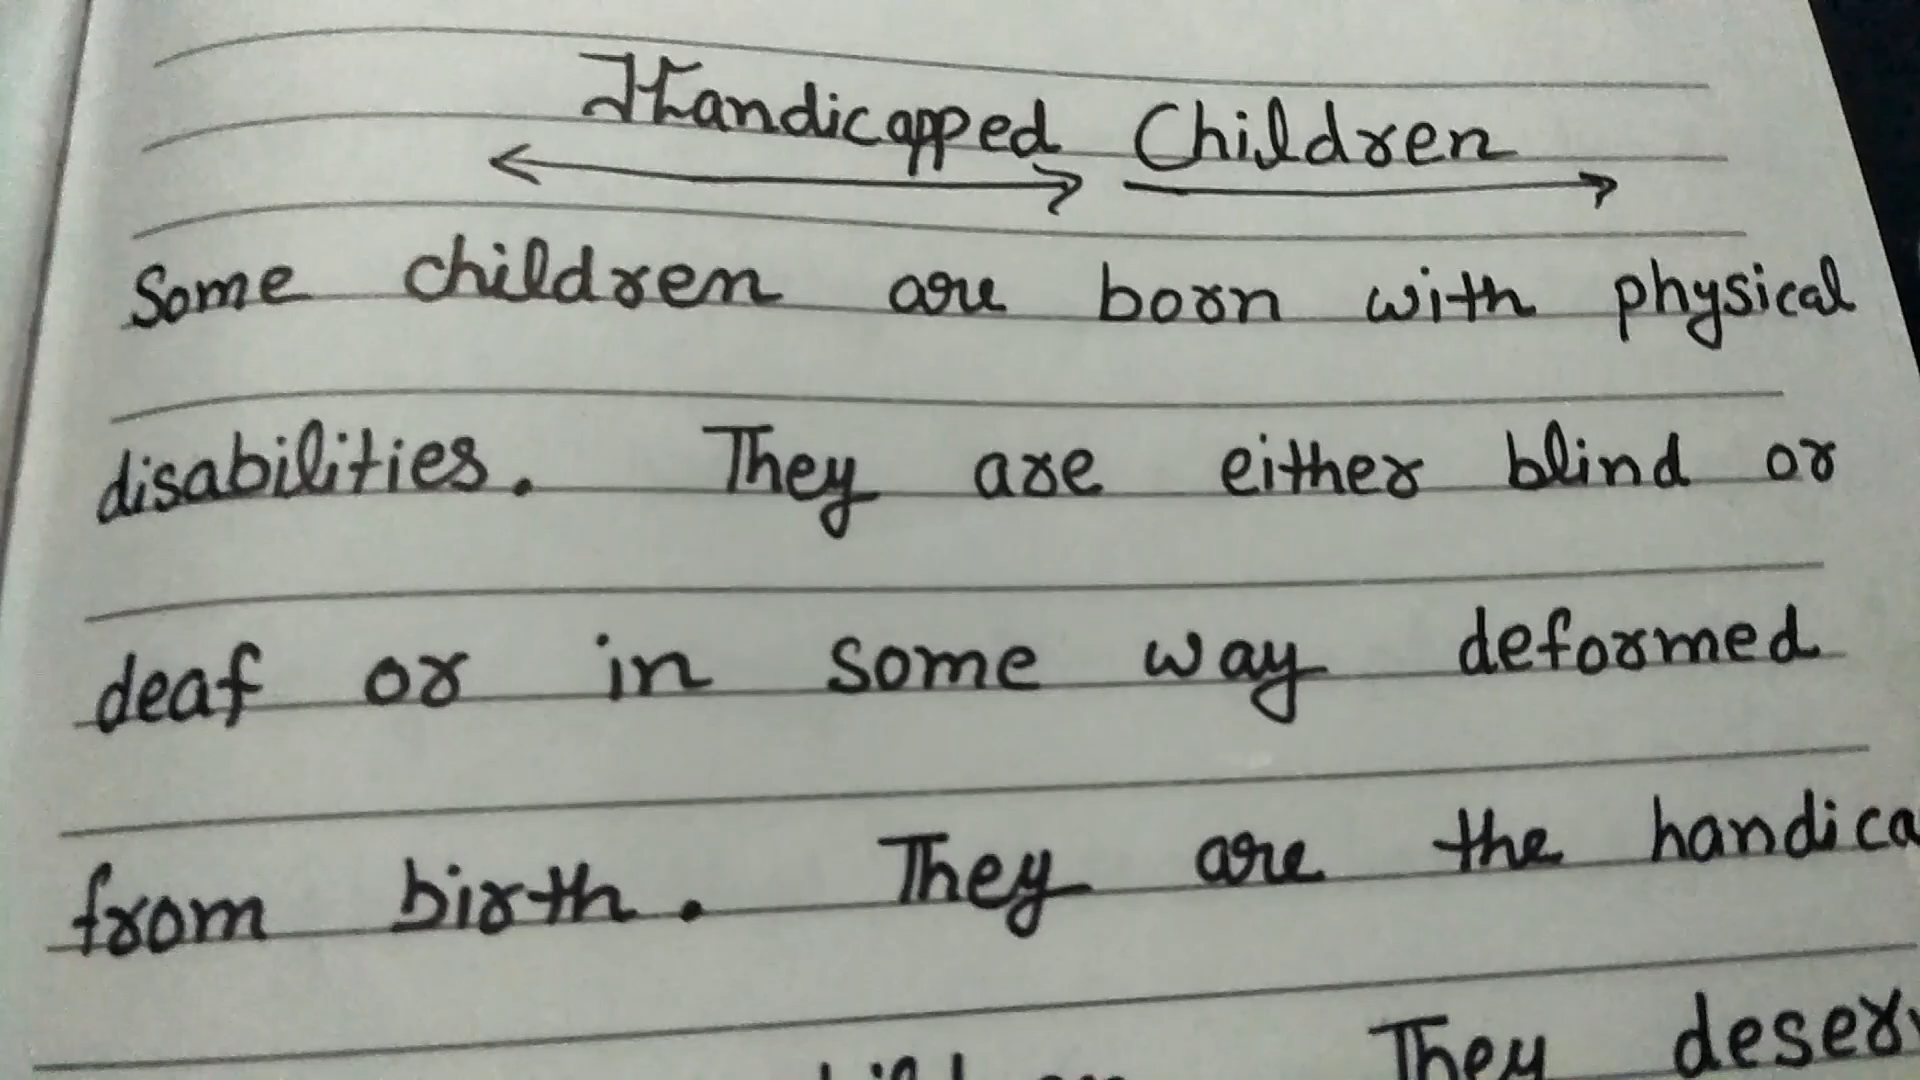 Handicapped Children
Some children are born with physical
disabilities. They are either blind or
deaf or in some way deformed
from birth. They are the handica
They deser